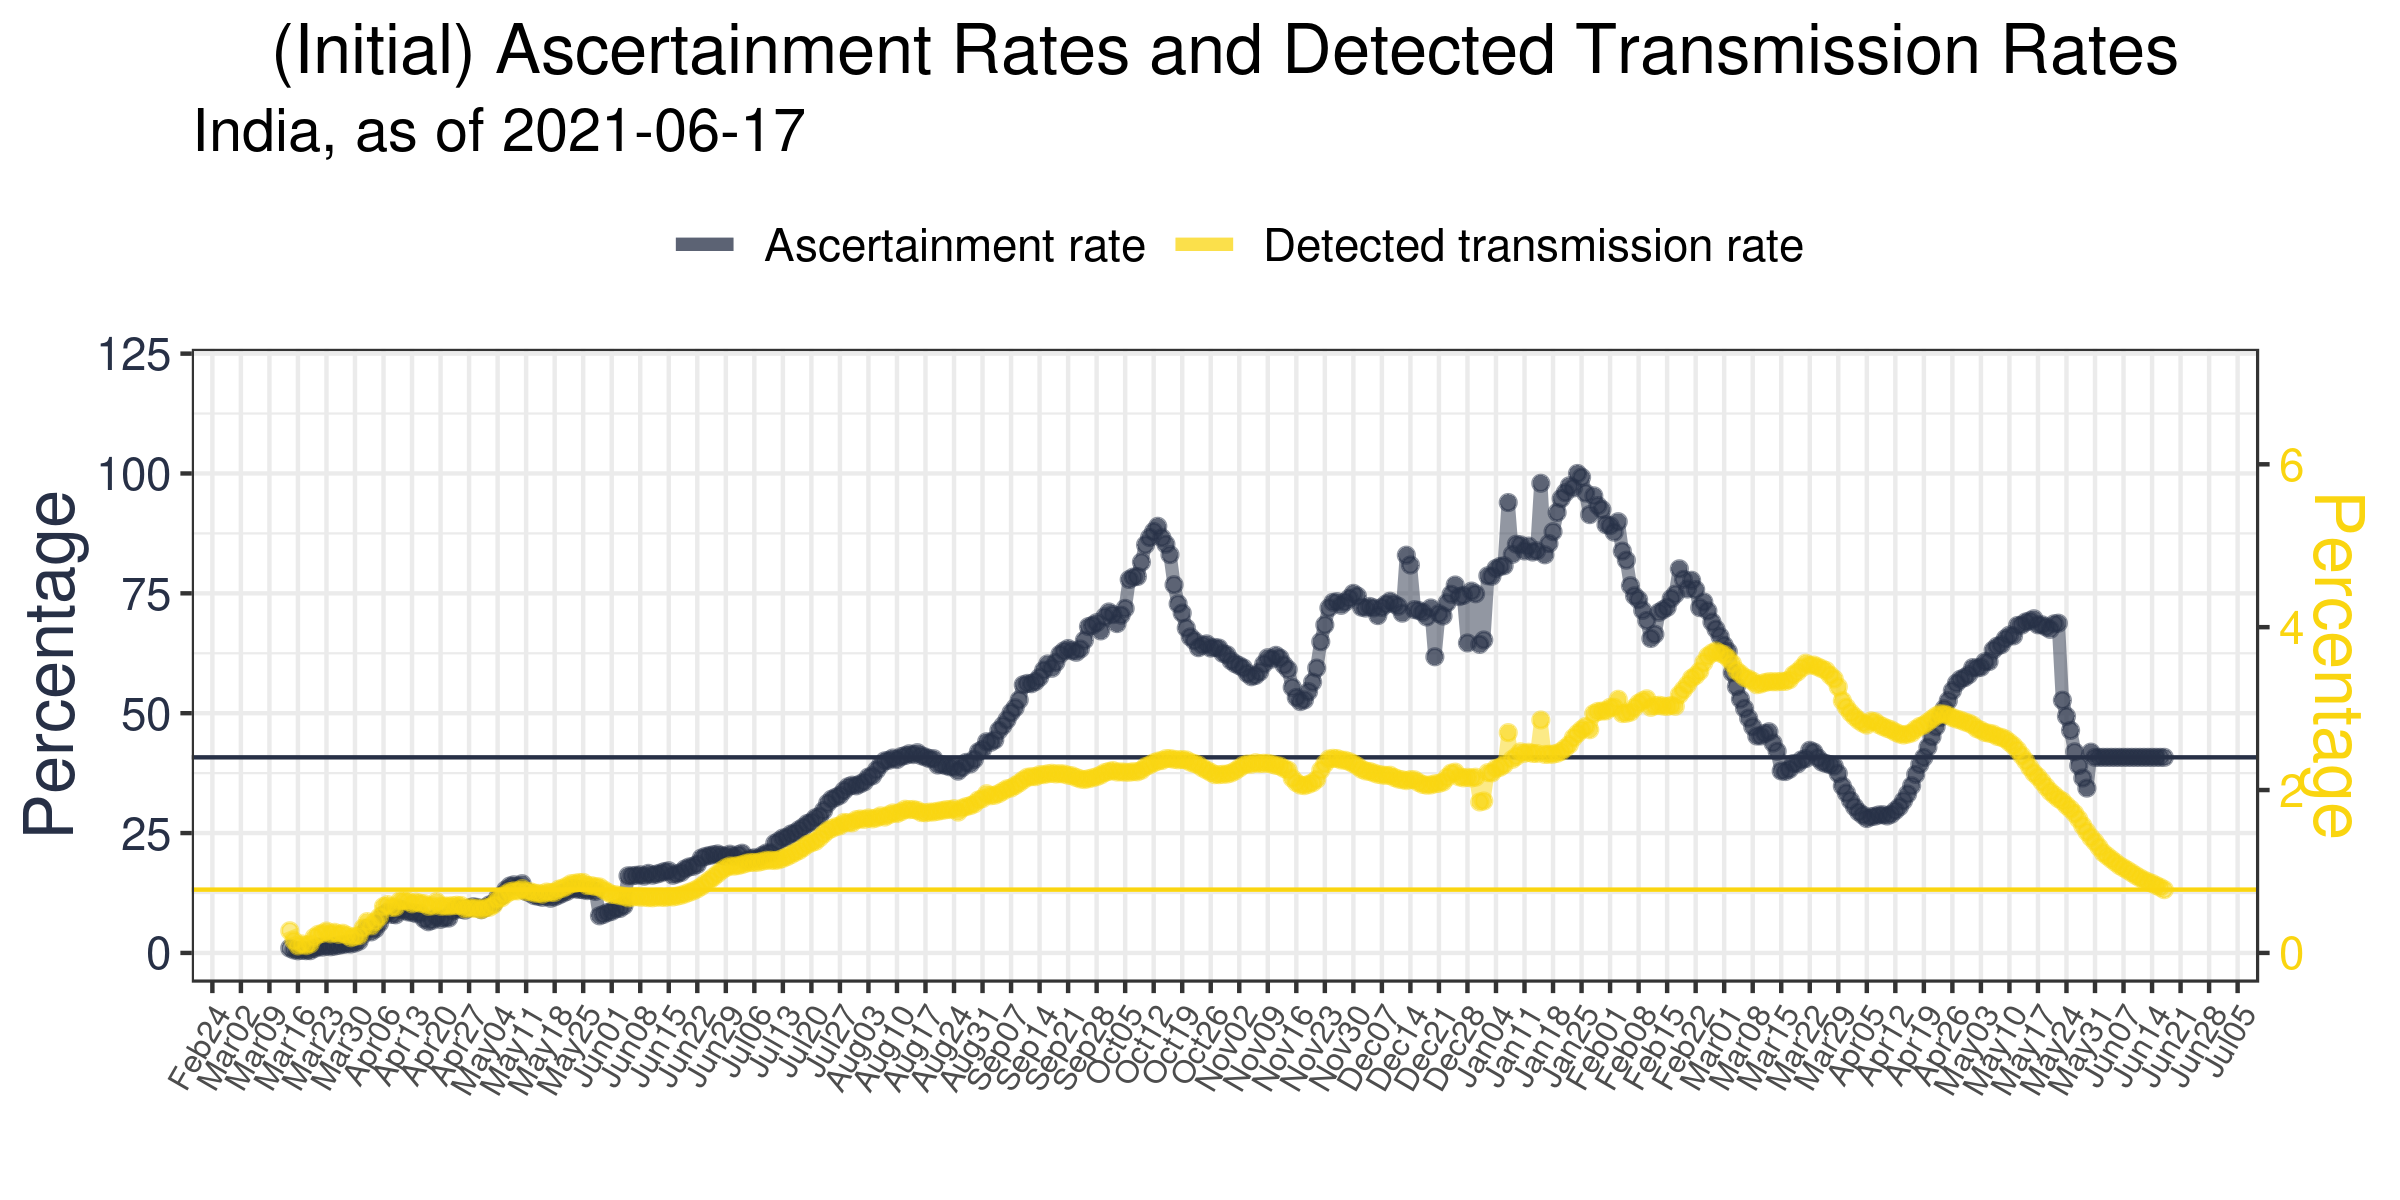 (Initial) Ascertainment Rates and Detected Transmission Rates
India, as of 2021-06-17
Ascertainment rate
Detected transmission rate
Percentage
125
100
75
50
25
0
6
4
2
0
Percentage
Feb24
Mar02
Mar09
Mar16
Mar23
Mar30
Apr06
Apr13
Apr20
Apr27
May04
May11
May18
May25
Jun01
Jun08
Jun15
Jun22
Jun29
Jul06
Jul13
Jul20
Jul27
Aug03
Aug10
Aug17
Aug24
Aug31
Sep07
Sep14
Sep21
Sep28
Oct05
Oct12
Oct19
Oct26
Nov02
Nov09
Nov16
Nov23
Nov30
Dec07
Dec14
Dec21
Dec28
Jan04
Jan11
Jan18
Jan25
Feb01
Feb08
Feb15
Feb22
Mar01
Mar08
Mar15
Mar22
Mar29
Apr05
Apr12
Apr19
Apr26
May03
May10
May17
May24
May31
Jun07
Jun14
Jun21
Jun28
Jul05